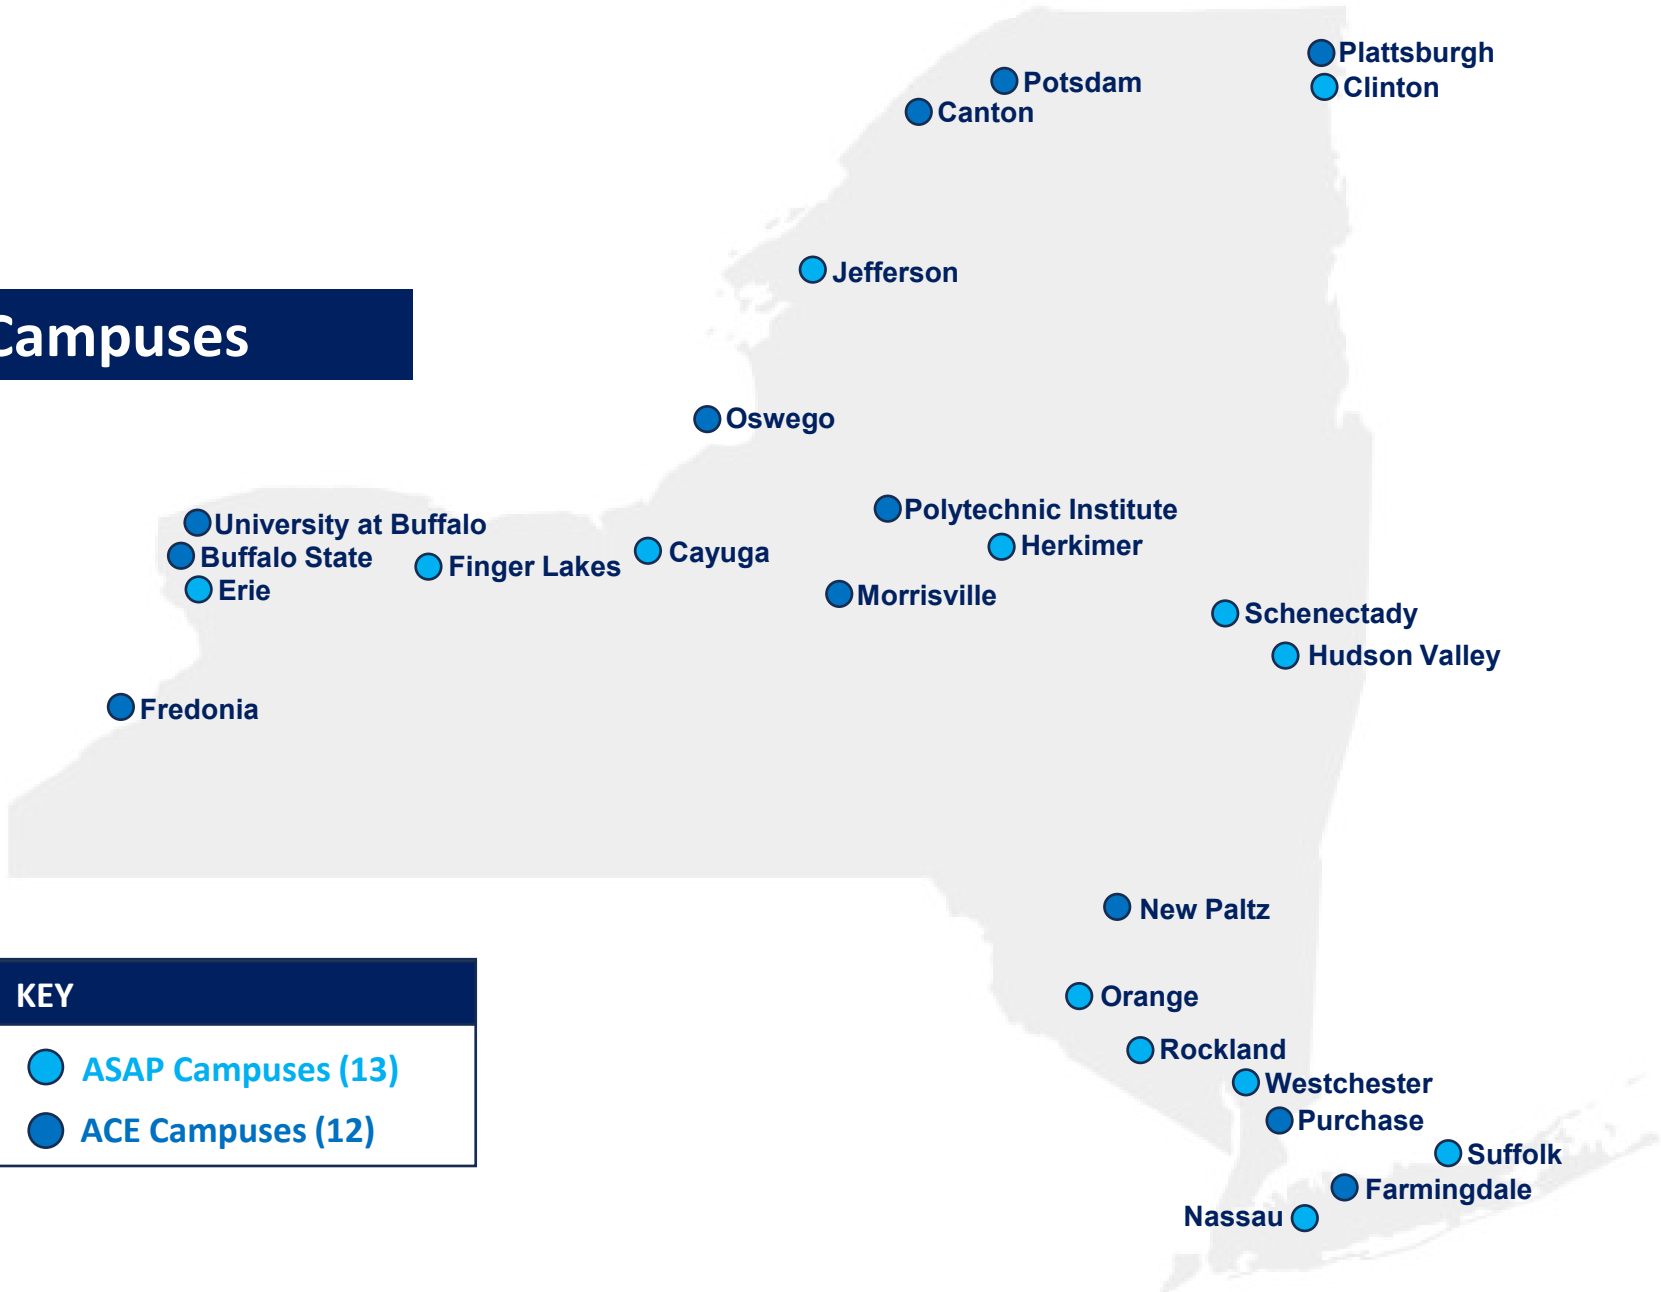 Plattsburgh
Potsdam
Clinton
Canton
Jefferson
Campuses
Oswego
Polytechnic Institute
University at Buffalo
Herkimer
Buffalo State
Cayuga
Finger Lakes
Erie
Morrisville
Schenectady
Hudson Valley
Fredonia
New Paltz
KEY
Orange
Rockland
ASAP Campuses (13)
Westchester
Purchase
ACE Campuses (12)
Suffolk
Farmingdale
Nassau